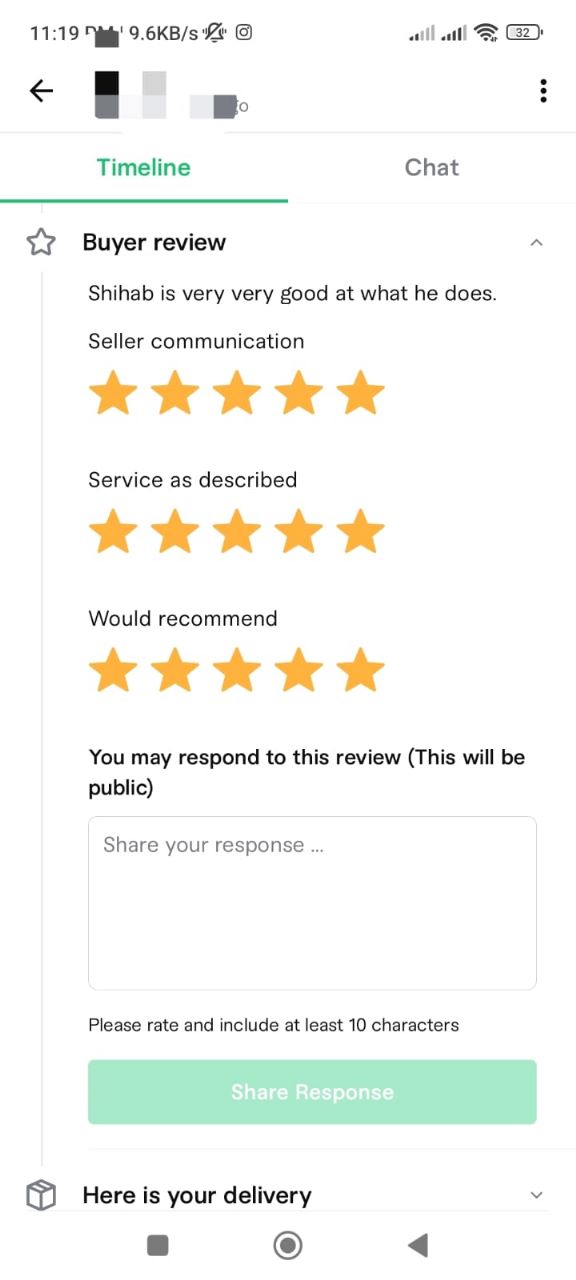 11:19 9.6KB/s 32
Timeline Chat
Buyer review
Shihab is very very good at what he does.
Seller communication
Service as described
Would recommend
You may respond to this review (This will be
public)
Share your response ...
Please rate and include at least 10 characters
Share Response
Here is your delivery